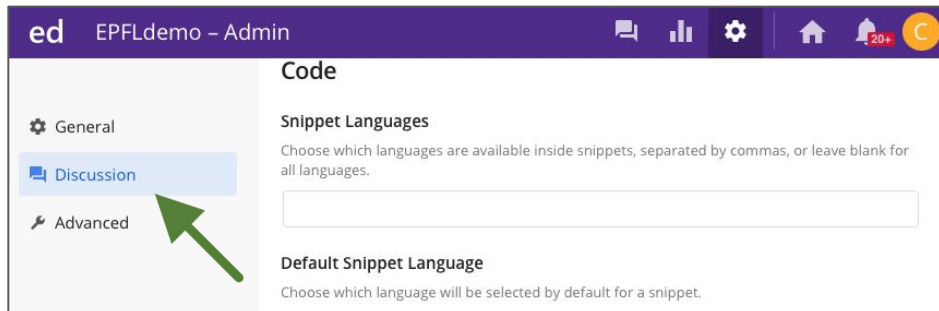 ed EPFLdemo – Admin
20+ C
General
Discussion
Advanced
Code
Snippet Languages
Choose which languages are available inside snippets, separated by commas, or leave blank for
all languages.
Default Snippet Language
Choose which language will be selected by default for a snippet.